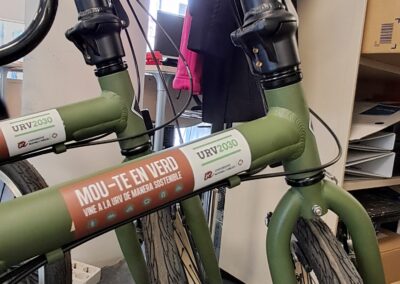 URV2030
MOU-TE EN VERD
VINE A LA URV DE MANERA SOSTENIBLE
URV2030